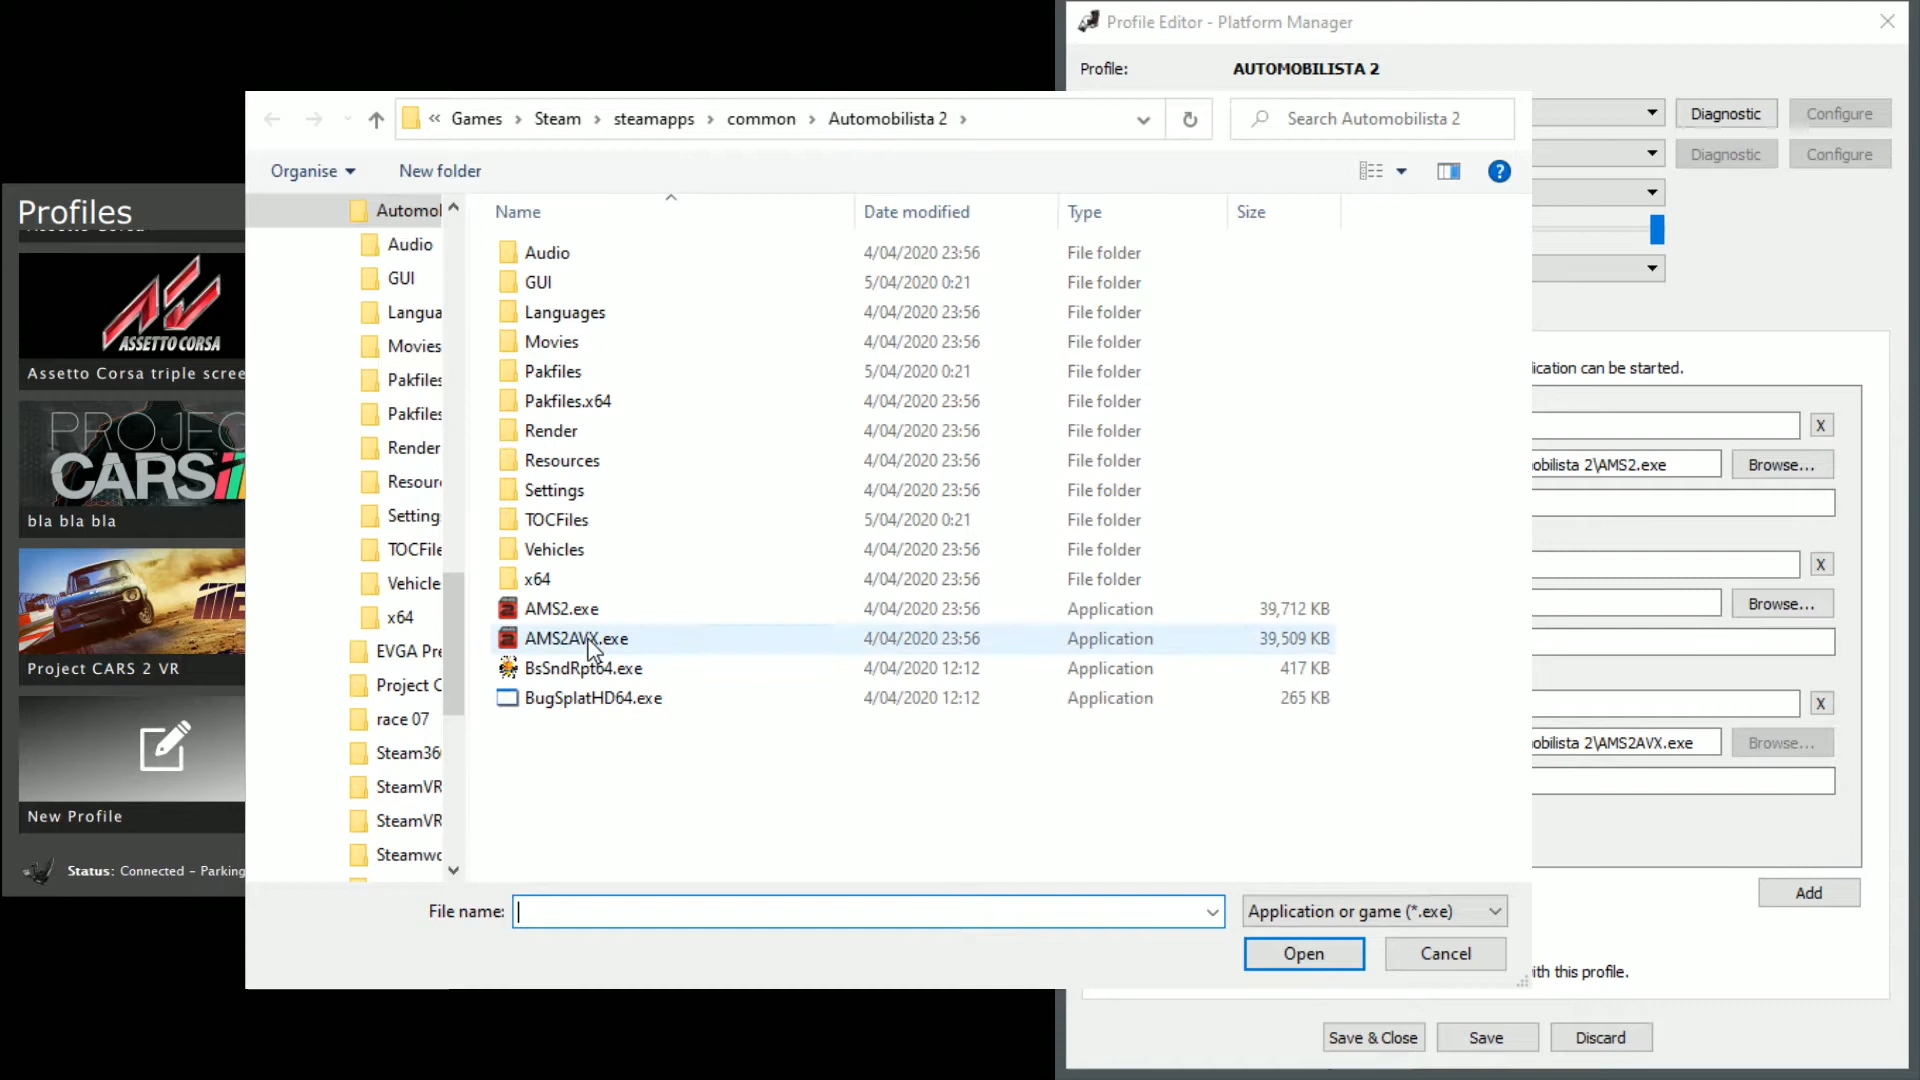 Profile Editor - Platform Manager
Profile: AUTOMOBILISTA 2
Diagnostic Configure
Diagnostic Configure
ication can be started.
X
obilista 2\AMS2.exe Browse...
X
Browse...
X
obilista 2\AMS2AVX.exe Browse...
Add
ith this profile.
Save & Close Save Discard
Profiles
ASSETTO CORSA
Assetto Corsa triple scree
PROJEC
CARS
bla bla bla
Project CARS 2 VR
New Profile
Status: Connected - Parking
« Games › Steam › steamapps › common › Automobilista 2 ›
Search Automobilista 2
Organise New folder
Automol
Audio
GUI
Langua
Movies
Pakfiles
Pakfiles
Render
Resour
Setting
TOCFile
Vehicle
x64
EVGA Pre
Project C
race 07
Steam36
SteamVR
SteamVR
Steamwo
Name Date modified Type Size
Audio 4/04/2020 23:56 File folder
GUI 5/04/2020 0:21 File folder
Languages 4/04/2020 23:56 File folder
Movies 4/04/2020 23:56 File folder
Pakfiles 5/04/2020 0:21 File folder
Pakfiles.x64 4/04/2020 23:56 File folder
Render 4/04/2020 23:56 File folder
Resources 4/04/2020 23:56 File folder
Settings 4/04/2020 23:56 File folder
TOCFiles 5/04/2020 0:21 File folder
Vehicles 4/04/2020 23:56 File folder
x64 4/04/2020 23:56 File folder
AMS2.exe 4/04/2020 23:56 Application 39,712 KB
AMS2AVX.exe 4/04/2020 23:56 Application 39,509 KB
BsSndRpt64.exe 4/04/2020 12:12 Application 417 KB
BugSplatHD64.exe 4/04/2020 12:12 Application 265 KB
File name: Application or game (*.exe)
Open Cancel